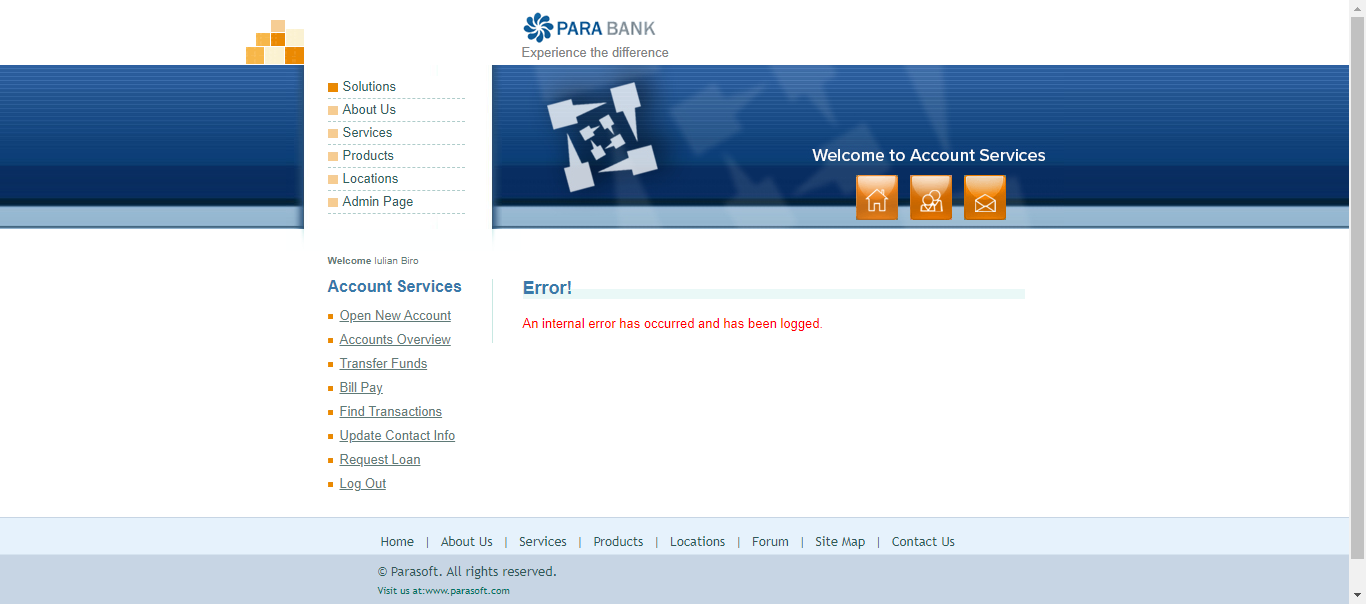 PARA BANK
Experience the difference
Solutions
About Us
Services
Products
Locations
Admin Page
Welcome to Account Services
Welcome Iulian Biro
Account Services
Open New Account
Accounts Overview
Transfer Funds
Bill Pay
Find Transactions
Update Contact Info
Request Loan
Log Out
Error!
An internal error has occurred and has been logged.
Home | About Us | Services | Products | Locations | Forum | Site Map | Contact Us
© Parasoft. All rights reserved.
Visit us at:www.parasoft.com